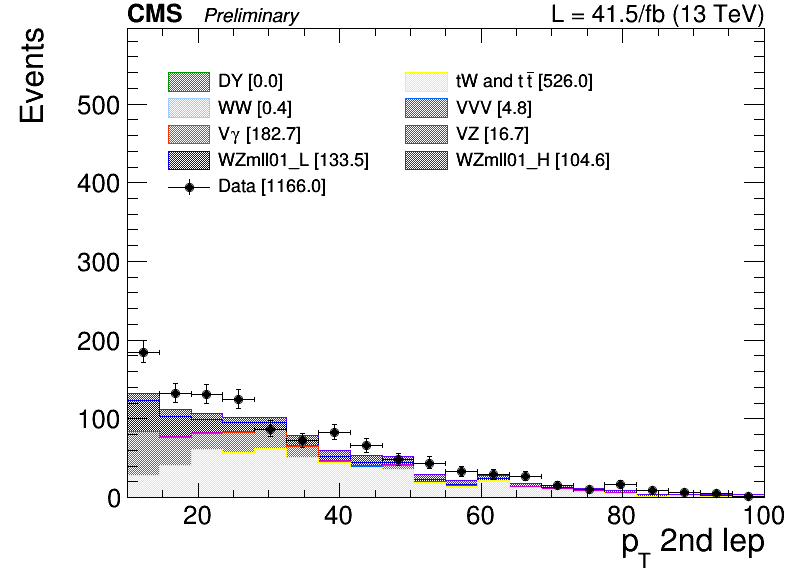 CMS Preliminary L = 41.5/fb (13 TeV)
Events
DY [0.0] tW and t t̅ [526.0]
WW [0.4] VVV [4.8]
Vγ [182.7] VZ [16.7]
WZmll01_L [133.5] WZmll01_H [104.6]
Data [1166.0]
500
400
300
200
100
0
20 40 60 80 100
p_T 2nd lep